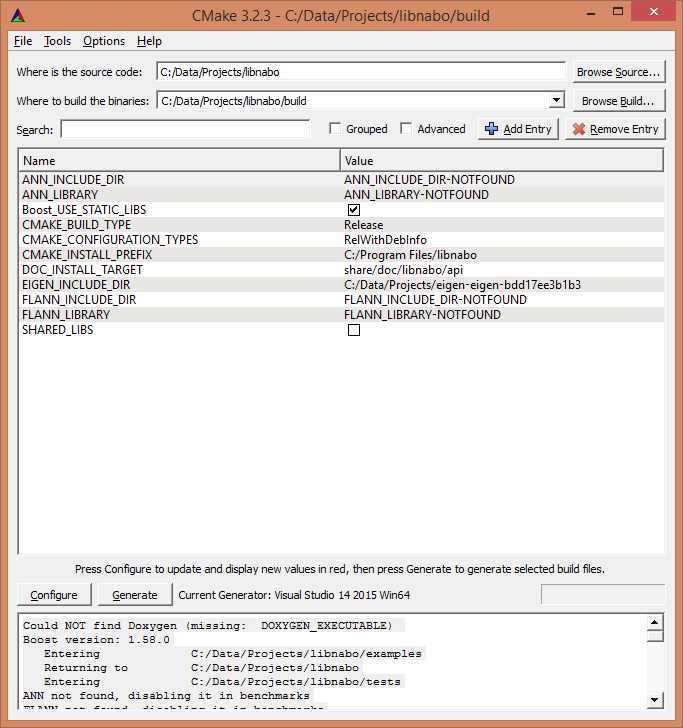 CMake 3.2.3 - C:/Data/Projects/libnabo/build
File Tools Options Help
Where is the source code: C:/Data/Projects/libnabo Browse Source...
Where to build the binaries: C:/Data/Projects/libnabo/build Browse Build...
Search: Grouped Advanced Add Entry Remove Entry
Name Value
ANN_INCLUDE_DIR ANN_INCLUDE_DIR-NOTFOUND
ANN_LIBRARY ANN_LIBRARY-NOTFOUND
Boost_USE_STATIC_LIBS
CMAKE_BUILD_TYPE Release
CMAKE_CONFIGURATION_TYPES RelWithDebInfo
CMAKE_INSTALL_PREFIX C:/Program Files/libnabo
DOC_INSTALL_TARGET share/doc/libnabo/api
EIGEN_INCLUDE_DIR C:/Data/Projects/eigen-eigen-bdd17ee3b1b3
FLANN_INCLUDE_DIR FLANN_INCLUDE_DIR-NOTFOUND
FLANN_LIBRARY FLANN_LIBRARY-NOTFOUND
SHARED_LIBS
Press Configure to update and display new values in red, then press Generate to generate selected build files.
Configure Generate Current Generator: Visual Studio 14 2015 Win64
Could NOT find Doxygen (missing: DOXYGEN_EXECUTABLE)
Boost version: 1.58.0
Entering C:/Data/Projects/libnabo/examples
Returning to C:/Data/Projects/libnabo
Entering C:/Data/Projects/libnabo/tests
ANN not found, disabling it in benchmarks
FLANN not found, disabling it in benchmarks